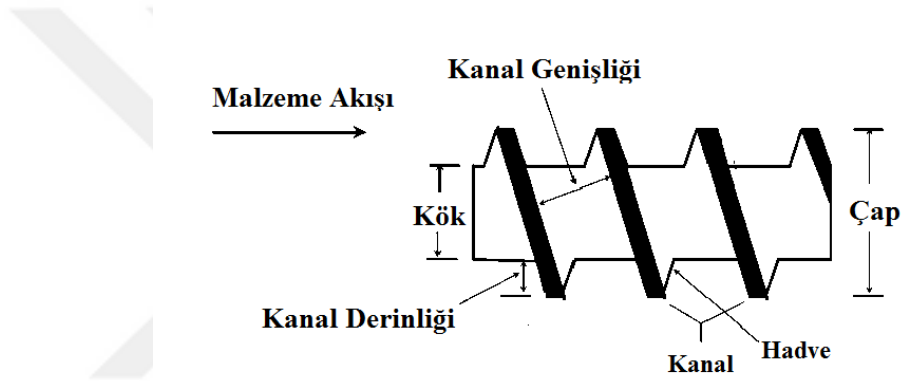 Kanal Genişliği
Malzeme Akışı
Kök
Çap
Kanal Derinliği
Hadve
Kanal